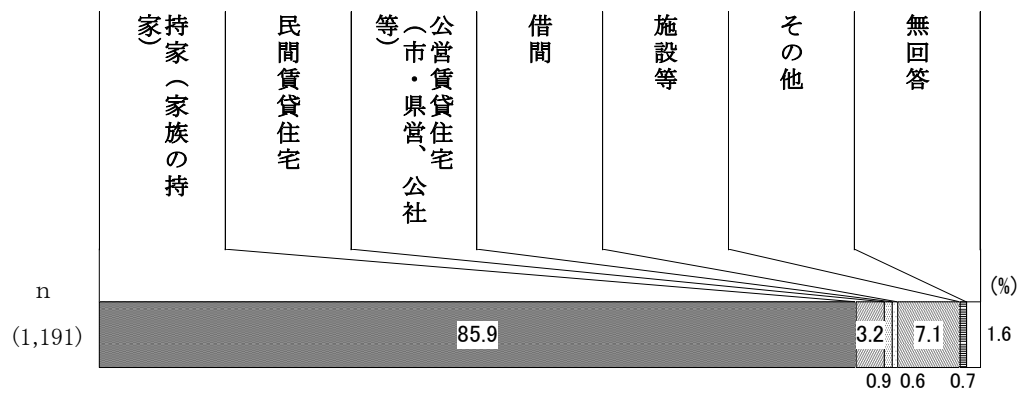 持家（家族の持
家）
民間賃貸住宅
公営賃貸住宅
（市・県営、公社
等）
借間
施設等
その他
無回答
(%)
n
(1,191)
85.9
3.2
7.1
1.6
0.9
0.6
0.7